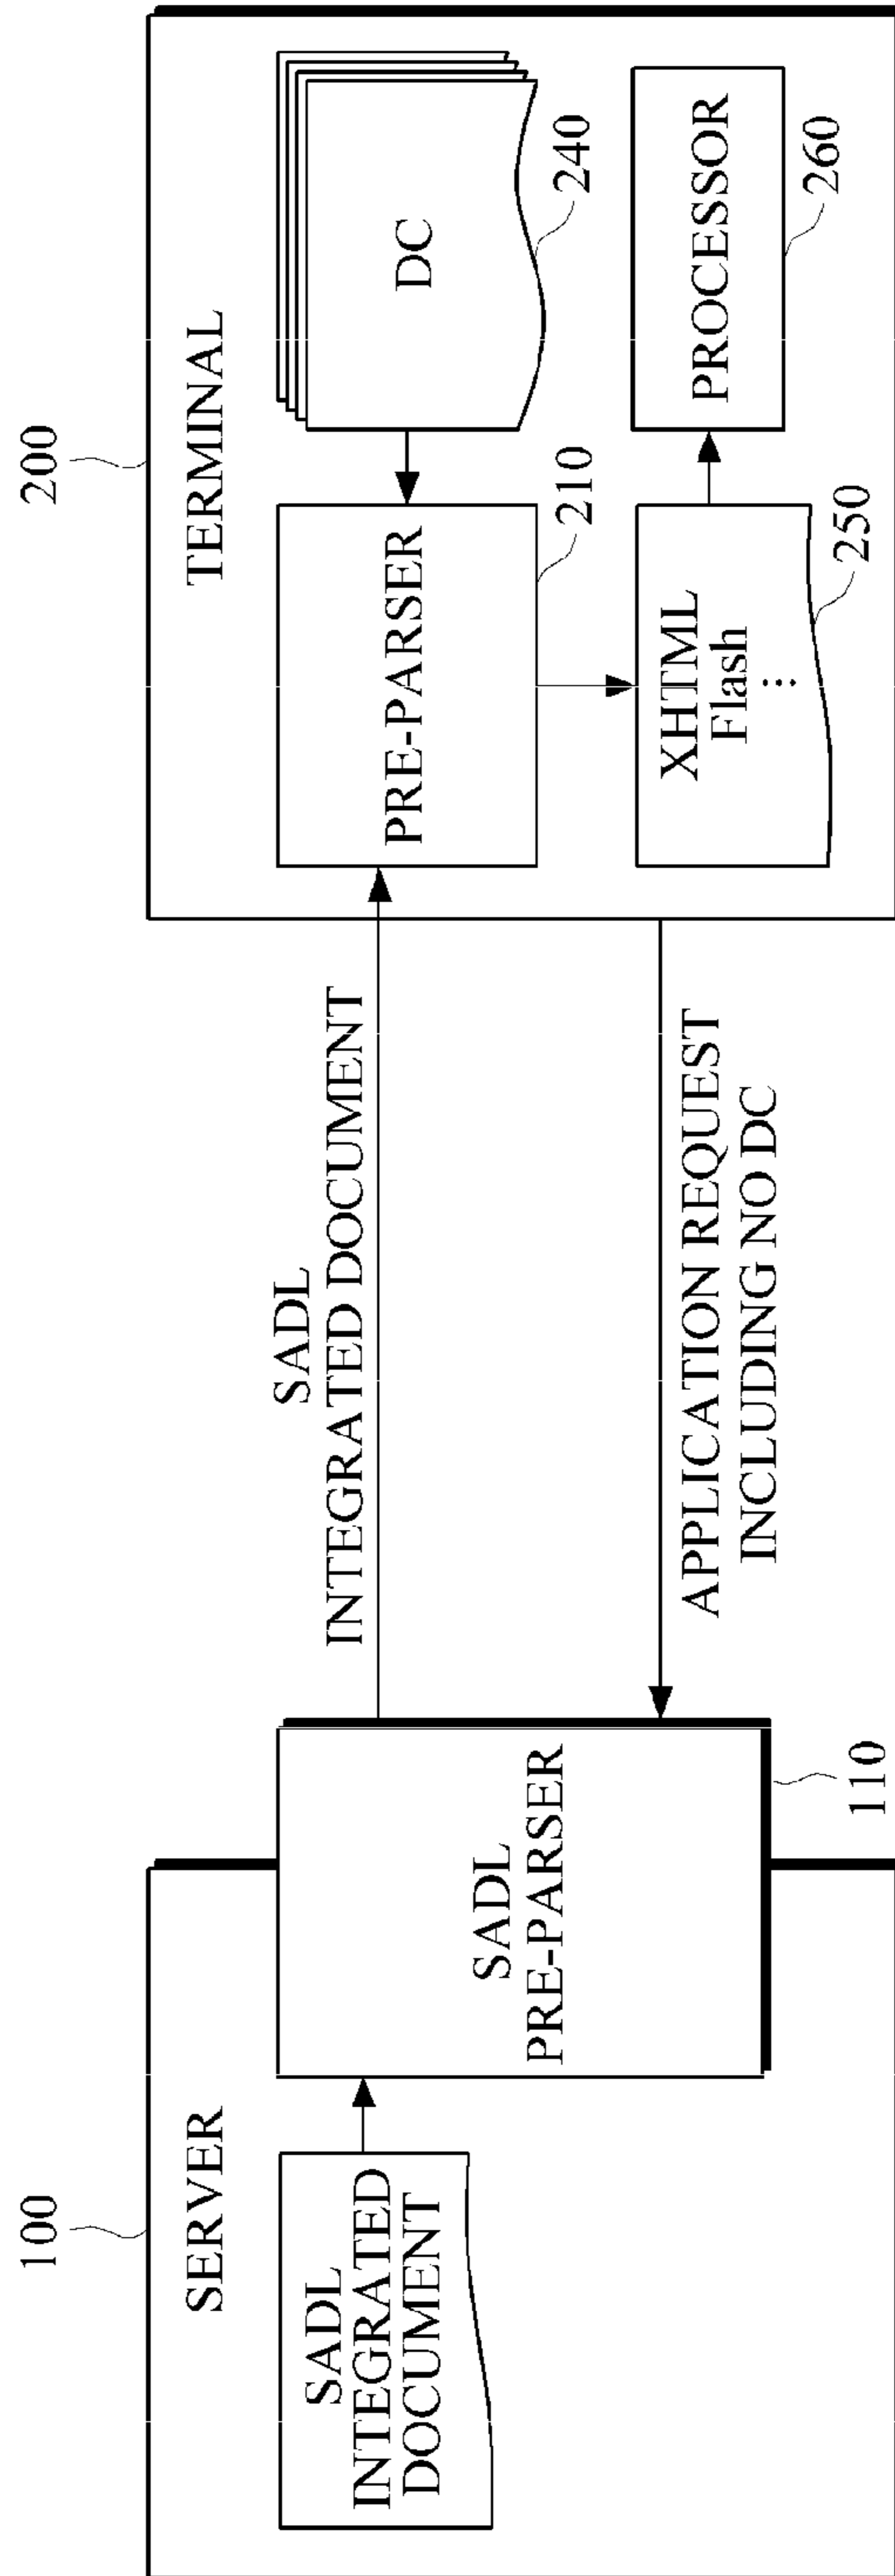 100
SERVER
SADL
INTEGRATED
DOCUMENT
SADL
PRE-PARSER
110
SADL
INTEGRATED DOCUMENT
APPLICATION REQUEST
INCLUDING NO DC
200
TERMINAL
PRE-PARSER
210
DC
240
XHTML
Flash
⋮
250
PROCESSOR
260